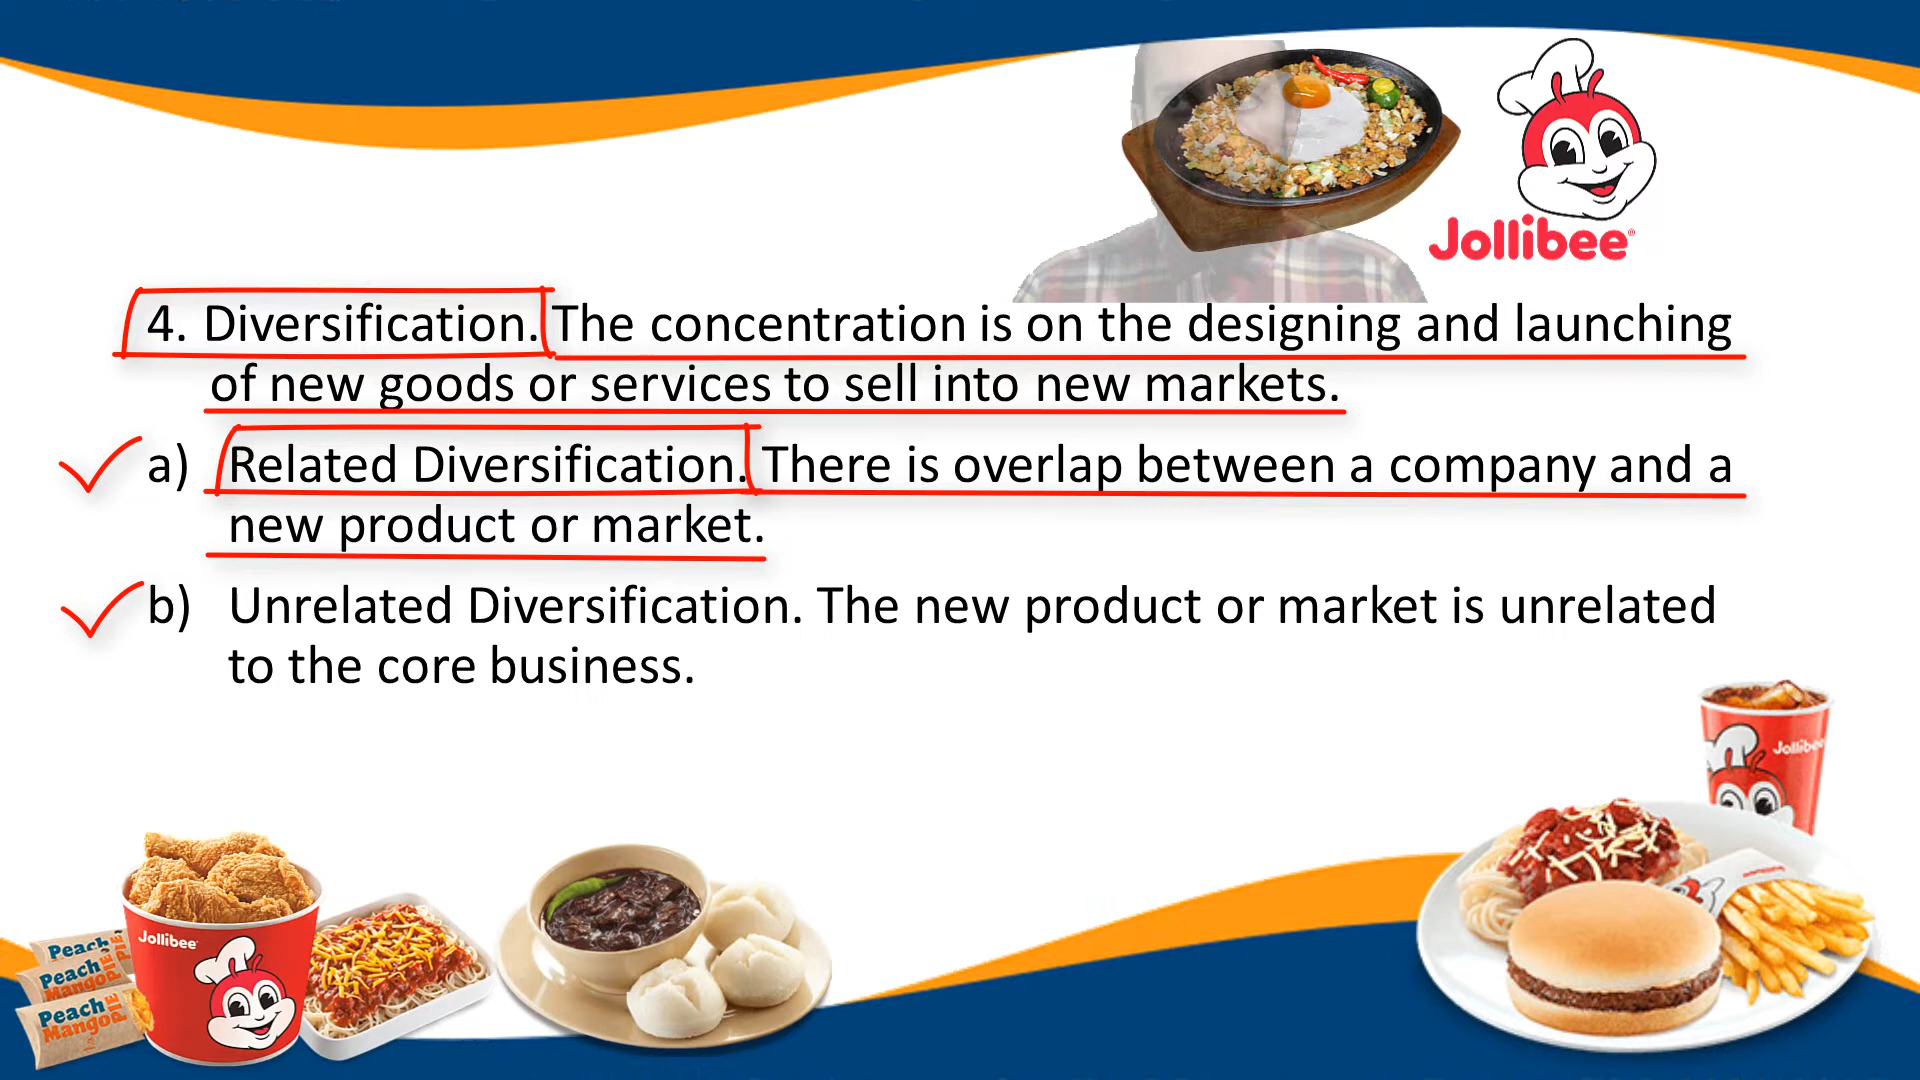 Jollibee
4. Diversification. The concentration is on the designing and launching
of new goods or services to sell into new markets.
a) Related Diversification. There is overlap between a company and a
new product or market.
b) Unrelated Diversification. The new product or market is unrelated
to the core business.
Jollibee
Jollibee
Peach
Peach
Mango PIE
Peach
Mango PIE